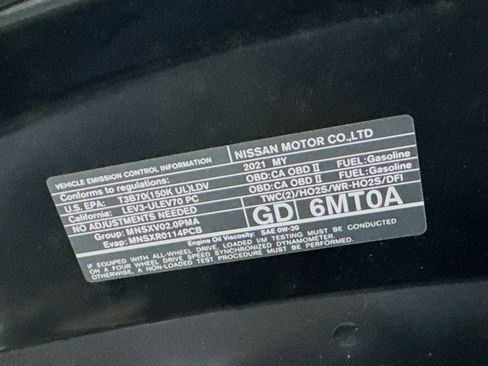 VEHICLE EMISSION CONTROL INFORMATION
NISSAN MOTOR CO.,LTD
Conforms to regulations:
2021 MY
U.S. EPA: T3B70(150K UL)LDV
OBD:CA OBD II FUEL:Gasoline
California: LEV3-ULEV70 PC
OBD:CA OBD II FUEL:Gasoline
NO ADJUSTMENTS NEEDED
TWC(2)/HO2S/WR-HO2S/DFI
Group: MNSXV02.0PMA
Evap: MNSXR0114PCB
GD 6MT0A
Engine Oil Viscosity: SAE 0W-20
IF EQUIPPED WITH ALL-WHEEL DRIVE, LOADED I/M TESTING MUST BE CONDUCTED
ON A FOUR WHEEL DRIVE SPEED SYNCHRONIZED DYNAMOMETER.
ALTERNATIVELY, A NON-LOADED TEST PROCEDURE MUST BE PERFORMED.